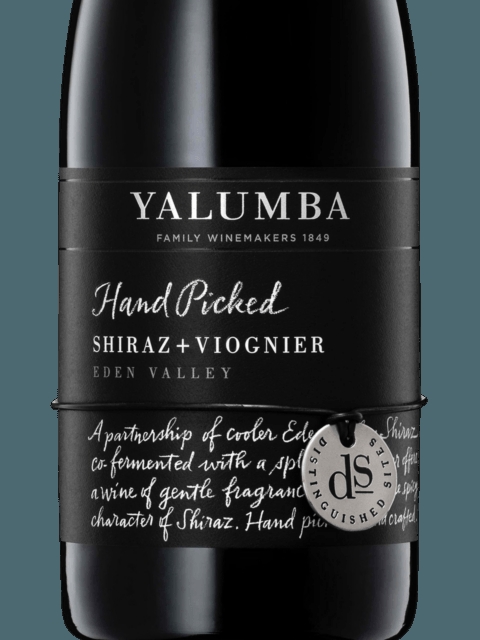 YALUMBA
FAMILY WINEMAKERS 1849
Hand Picked
SHIRAZ + VIOGNIER
EDEN VALLEY
A partnership of cooler Shiraz
co-fermented with a
a wine of gentle
character of Shiraz. Hand
DISTINGUISHED SITES
ds